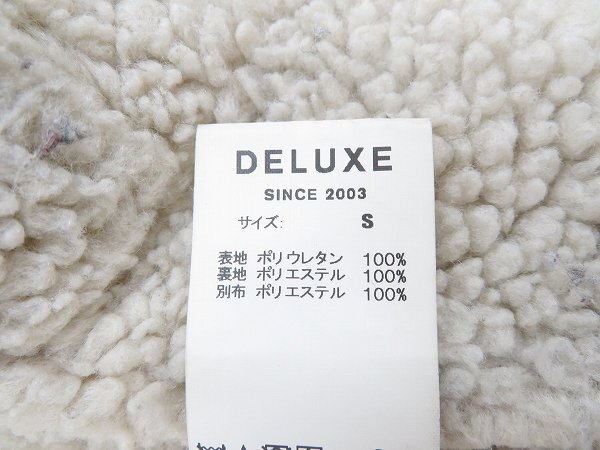 DELUXE
SINCE 2003
サイズ: S
表地 ポリウレタン 100%
裏地 ポリエステル 100%
別布 ポリエステル 100%